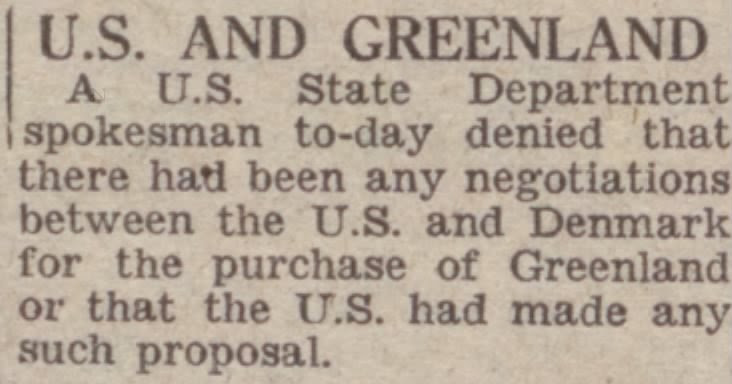 U.S. AND GREENLAND
A U.S. State Department
spokesman to-day denied that
there had been any negotiations
between the U.S. and Denmark
for the purchase of Greenland
or that the U.S. had made any
such proposal.